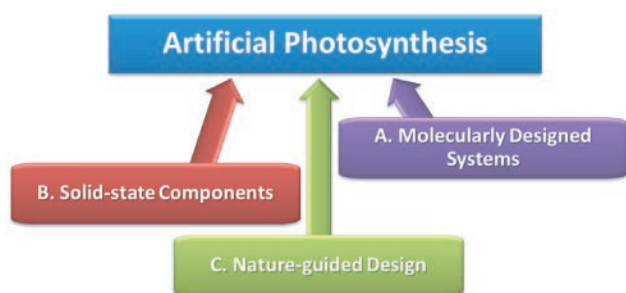 Artificial Photosynthesis
A. Molecularly Designed
Systems
B. Solid-state Components
C. Nature-guided Design